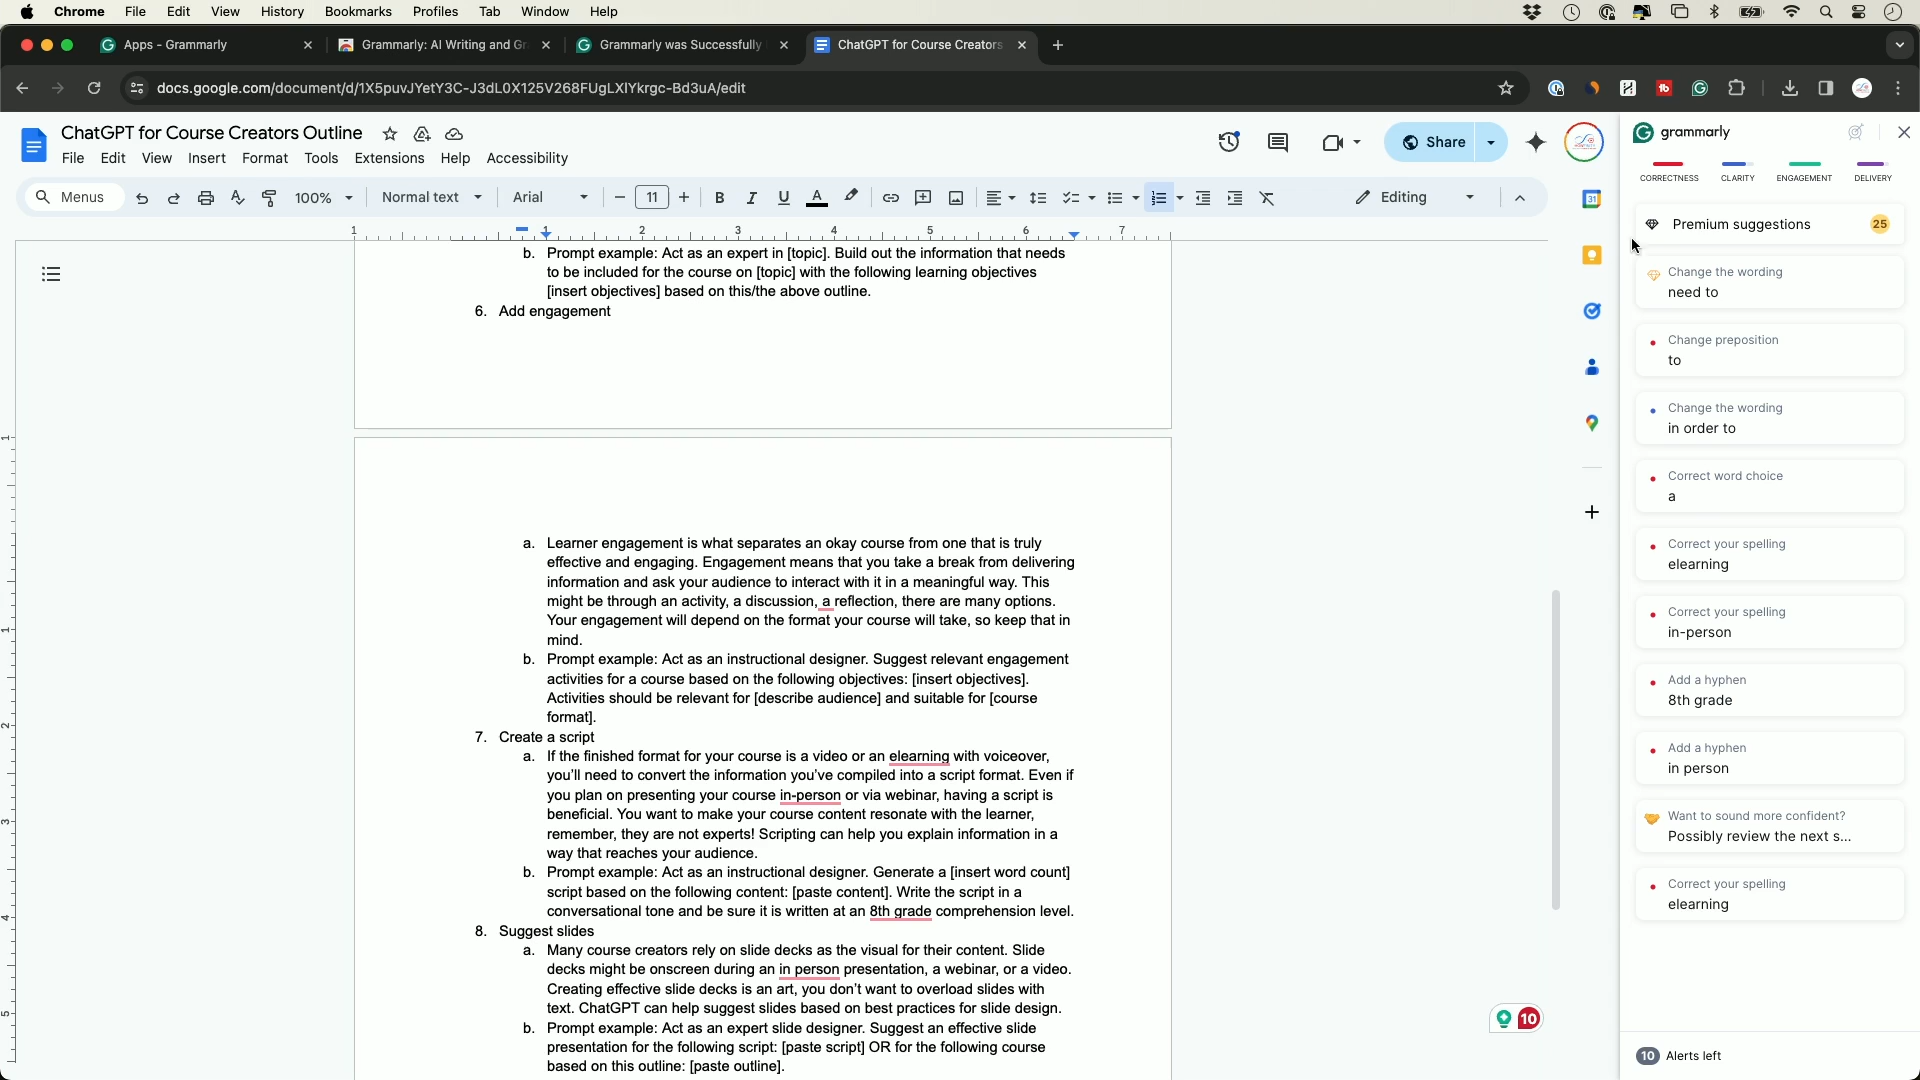 Chrome File Edit View History Bookmarks Profiles Tab Window Help
Apps - Grammarly
Grammarly: AI Writing and Gr
Grammarly was Successfully
ChatGPT for Course Creators
docs.google.com/document/d/1X5puvJYetY3C-J3dL0X125V268FUgLXIYkrgc-Bd3uA/edit
ChatGPT for Course Creators Outline
File Edit View Insert Format Tools Extensions Help Accessibility
Share
Menus 100% Normal text Arial 11 B I U A Editing
1 1 2 3 4 5 6 7
b. Prompt example: Act as an expert in [topic]. Build out the information that needs
to be included for the course on [topic] with the following learning objectives
[insert objectives] based on this/the above outline.
6. Add engagement
a. Learner engagement is what separates an okay course from one that is truly
effective and engaging. Engagement means that you take a break from delivering
information and ask your audience to interact with it in a meaningful way. This
might be through an activity, a discussion, a reflection, there are many options.
Your engagement will depend on the format your course will take, so keep that in
mind.
b. Prompt example: Act as an instructional designer. Suggest relevant engagement
activities for a course based on the following objectives: [insert objectives].
Activities should be relevant for [describe audience] and suitable for [course
format].
7. Create a script
a. If the finished format for your course is a video or an elearning with voiceover,
you'll need to convert the information you've compiled into a script format. Even if
you plan on presenting your course in-person or via webinar, having a script is
beneficial. You want to make your course content resonate with the learner,
remember, they are not experts! Scripting can help you explain information in a
way that reaches your audience.
b. Prompt example: Act as an instructional designer. Generate a [insert word count]
script based on the following content: [paste content]. Write the script in a
conversational tone and be sure it is written at an 8th grade comprehension level.
8. Suggest slides
a. Many course creators rely on slide decks as the visual for their content. Slide
decks might be onscreen during an in person presentation, a webinar, or a video.
Creating effective slide decks is an art, you don't want to overload slides with
text. ChatGPT can help suggest slides based on best practices for slide design.
b. Prompt example: Act as an expert slide designer. Suggest an effective slide
presentation for the following script: [paste script] OR for the following course
based on this outline: [paste outline].
1
1
2
3
4
5
10
31
grammarly
CORRECTNESS CLARITY ENGAGEMENT DELIVERY
Premium suggestions 25
Change the wording
need to
Change preposition
to
Change the wording
in order to
Correct word choice
a
Correct your spelling
elearning
Correct your spelling
in-person
Add a hyphen
8th grade
Add a hyphen
in person
Want to sound more confident?
Possibly review the next s...
Correct your spelling
elearning
10 Alerts left